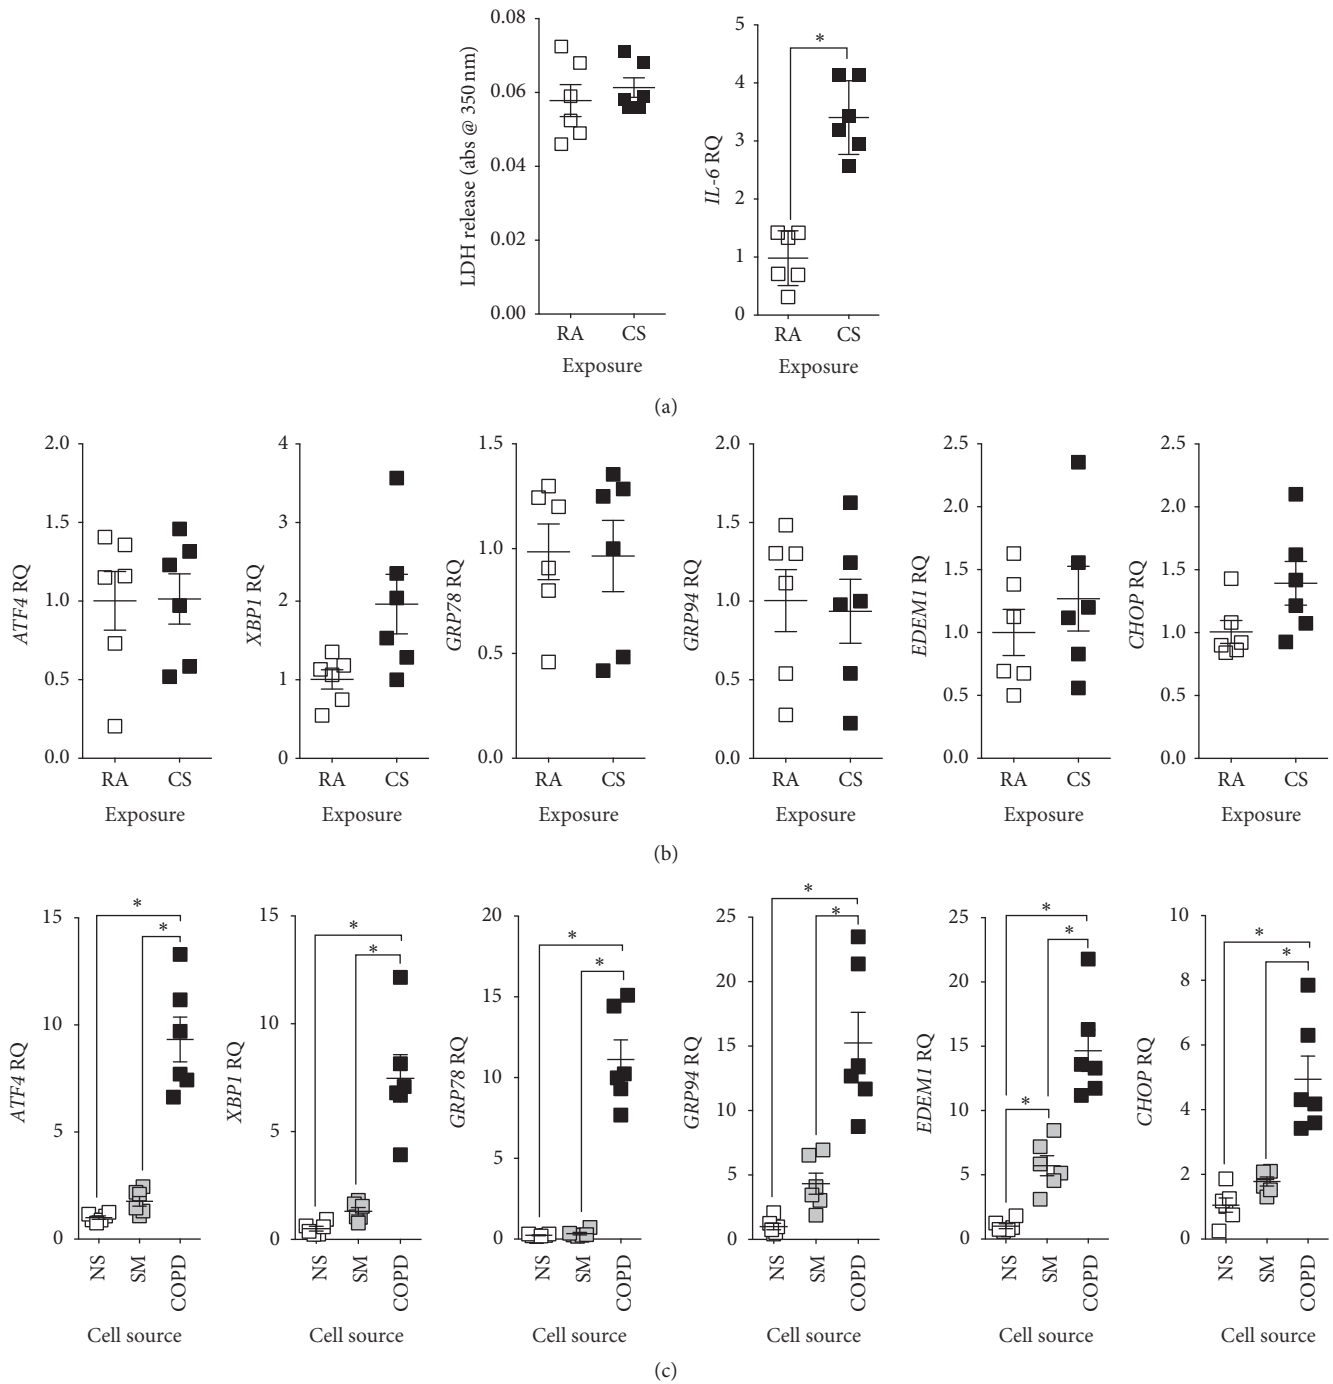 LDH release (abs @ 350 nm)
0.08
0.06
0.04
0.02
0.00
RA CS
Exposure
IL-6 RQ
5
4
3
2
1
0
*
RA CS
Exposure
(a)
ATF4 RQ
2.0
1.5
1.0
0.5
0.0
RA CS
Exposure
XBP1 RQ
4
3
2
1
0
RA CS
Exposure
GRP78 RQ
1.5
1.0
0.5
0.0
RA CS
Exposure
GRP94 RQ
2.0
1.5
1.0
0.5
0.0
RA CS
Exposure
EDEM1 RQ
2.5
2.0
1.5
1.0
0.5
0.0
RA CS
Exposure
CHOP RQ
2.5
2.0
1.5
1.0
0.5
0.0
RA CS
Exposure
(b)
ATF4 RQ
15
10
5
0
*
*
NS SM COPD
Cell source
XBP1 RQ
15
10
5
0
*
*
NS SM COPD
Cell source
GRP78 RQ
20
15
10
5
0
*
*
NS SM COPD
Cell source
GRP94 RQ
25
20
15
10
5
0
*
*
NS SM COPD
Cell source
EDEM1 RQ
25
20
15
10
5
0
*
*
*
NS SM COPD
Cell source
CHOP RQ
10
8
6
4
2
0
*
*
NS SM COPD
Cell source
(c)